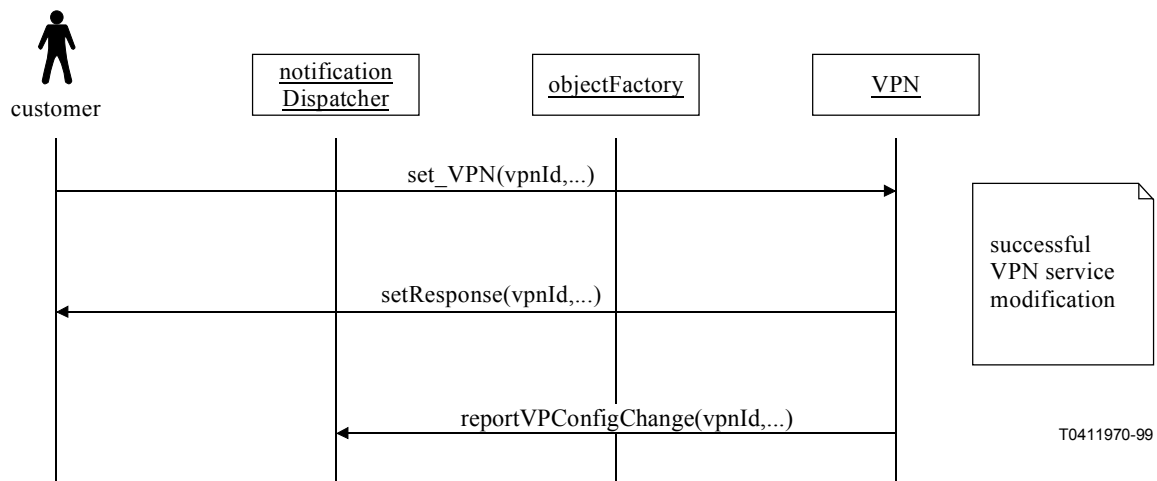 customer
notification
Dispatcher
objectFactory
VPN
set_VPN(vpnId,...)
setResponse(vpnId,...)
reportVPConfigChange(vpnId,...)
successful
VPN service
modification
T0411970-99